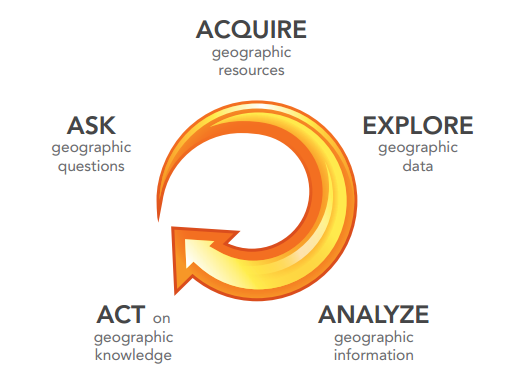 ACQUIRE
geographic
resources
ASK
geographic
questions
EXPLORE
geographic
data
ACT on
geographic
knowledge
ANALYZE
geographic
information